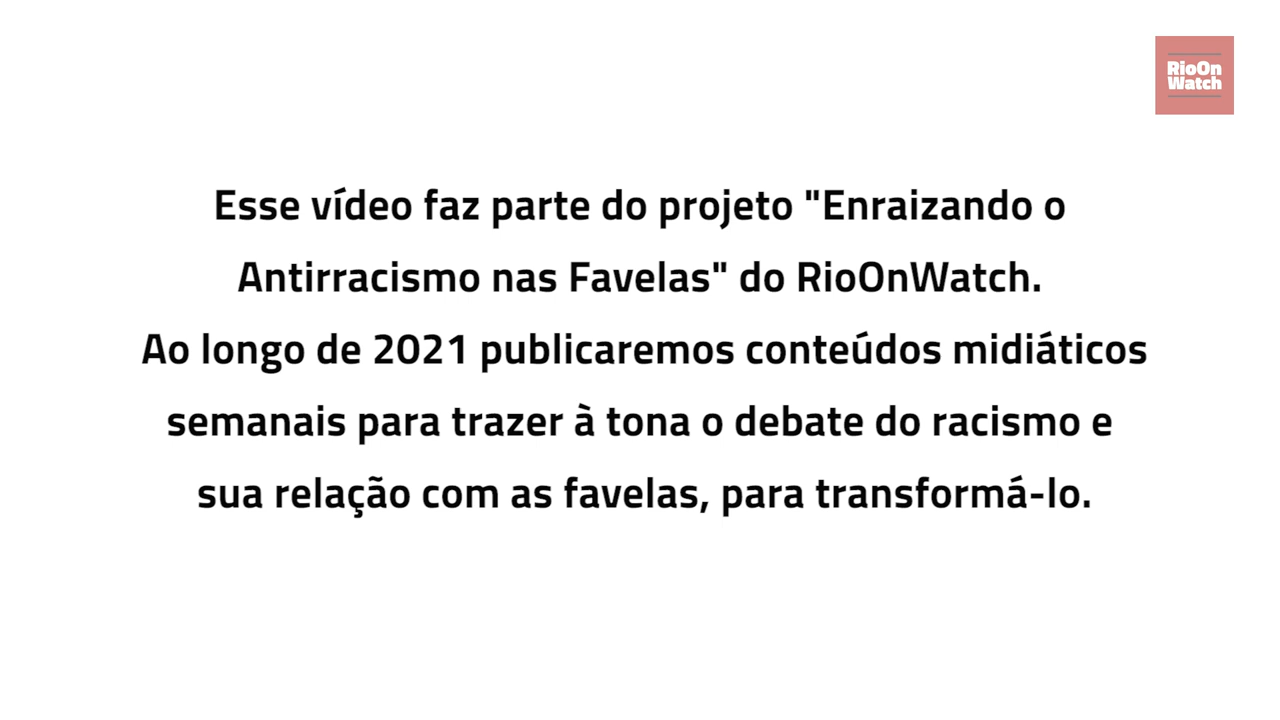 RioOn
Watch
Esse vídeo faz parte do projeto "Enraizando o
Antirracismo nas Favelas" do RioOnWatch.
Ao longo de 2021 publicaremos conteúdos midiáticos
semanais para trazer à tona o debate do racismo e
sua relação com as favelas, para transformá-lo.